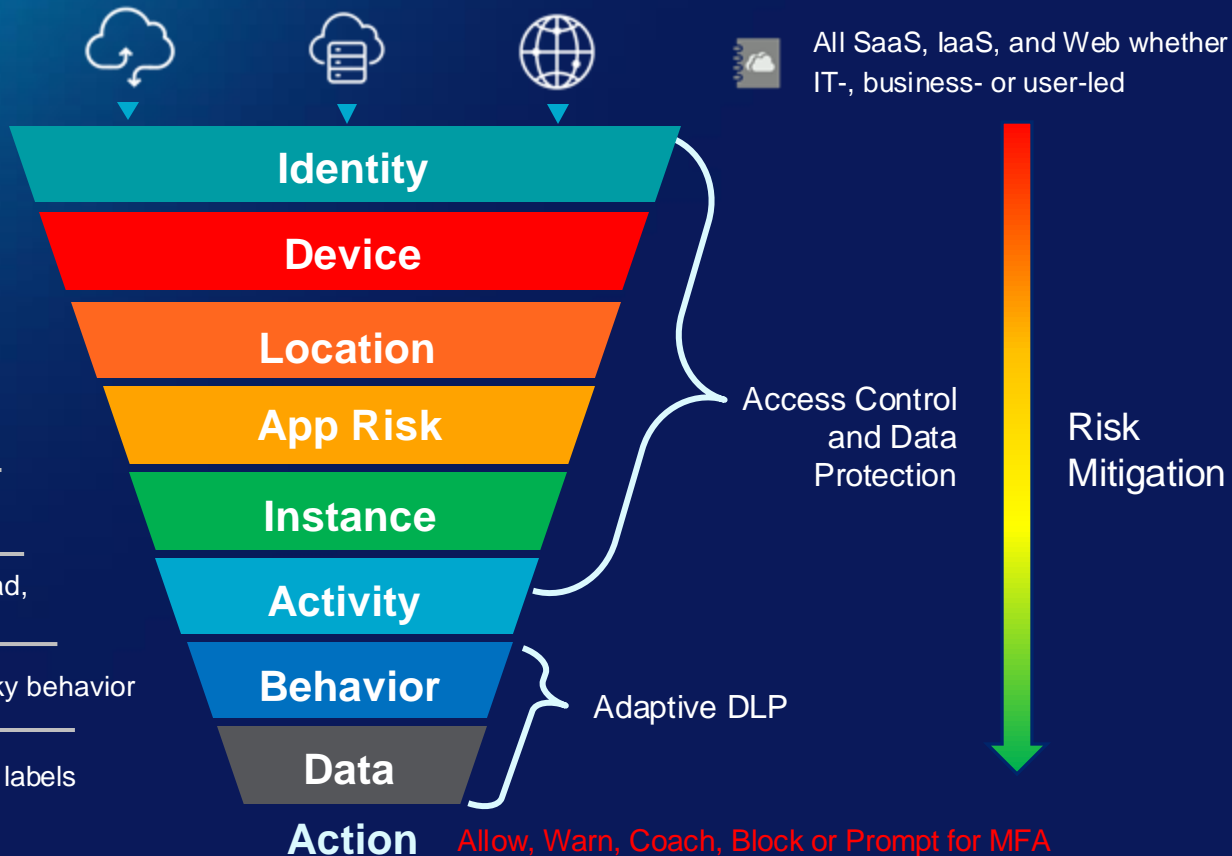 All SaaS, IaaS, and Web whether
IT-, business- or user-led
Identity
Device
Location
App Risk
Instance
Activity
Behavior
Data
Access Control
and Data
Protection
Risk
Mitigation
Adaptive DLP
behavior
labels
Action Allow, Warn, Coach, Block or Prompt for MFA